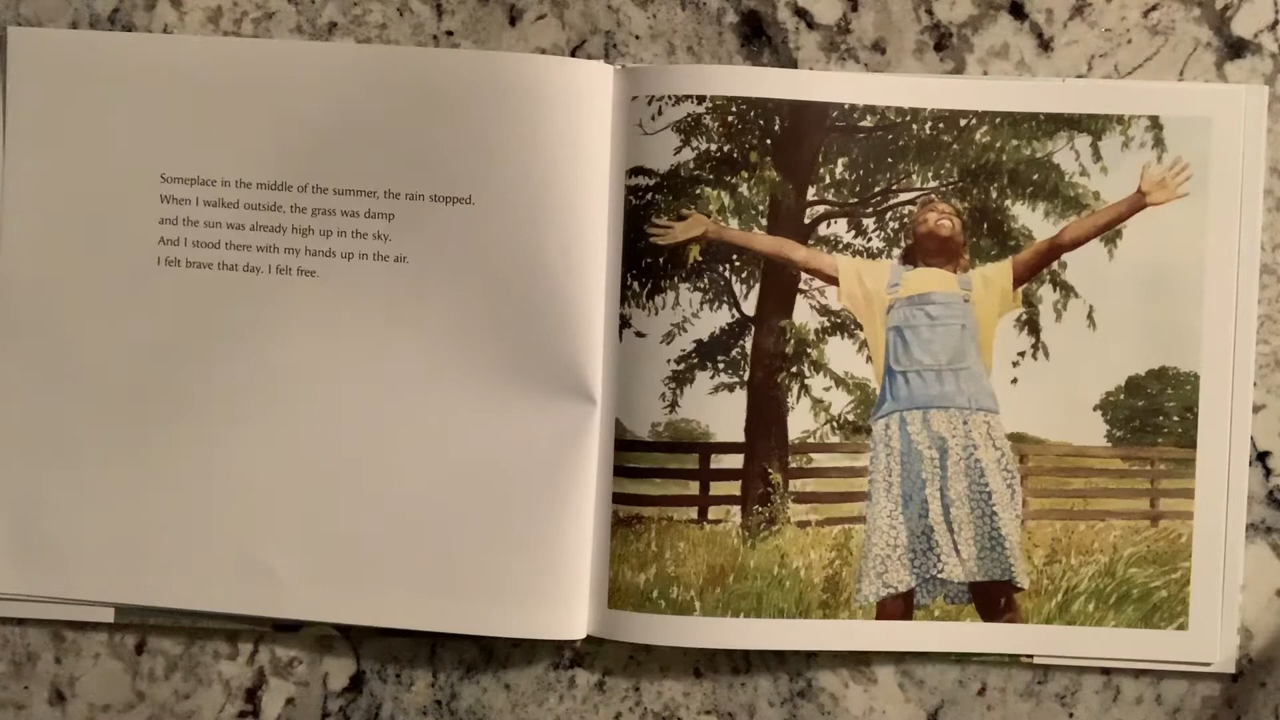 Someplace in the middle of the summer, the rain stopped.
When I walked outside, the grass was damp
and the sun was already high up in the sky.
And I stood there with my hands up in the air.
I felt brave that day. I felt free.